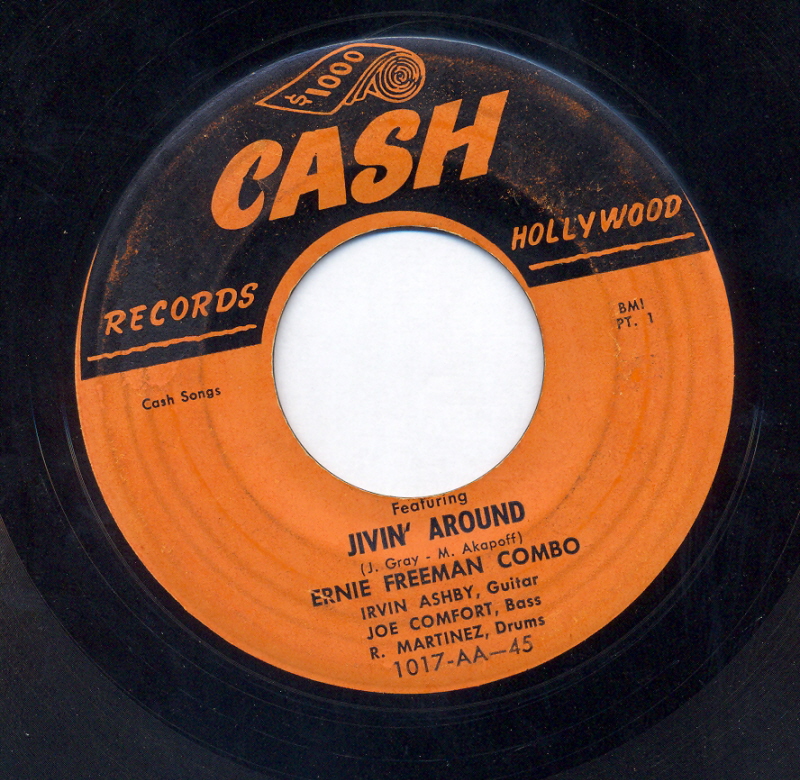 $1000
CASH
RECORDS
HOLLYWOOD
Cash Songs
BMI
PT. 1
Featuring
JIVIN' AROUND
(J. Gray - M. Akapoff)
ERNIE FREEMAN COMBO
IRVIN ASHBY, Guitar
JOE COMFORT, Bass
R. MARTINEZ, Drums
1017-AA-45